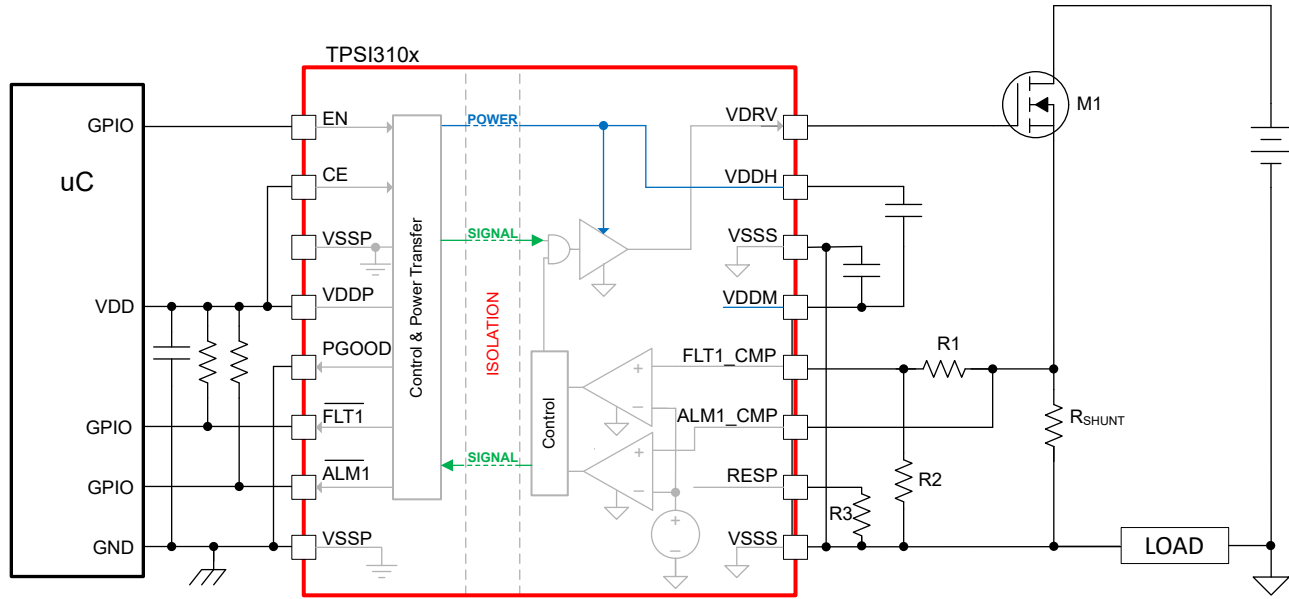 TPSI310x
uC
GPIO
VDD
GPIO
GPIO
GND
EN
CE
VSSP
VDDP
PGOOD
FLT1
ALM1
VSSP
Control & Power Transfer
POWER
SIGNAL
ISOLATION
SIGNAL
Control
+
−
+
−
+
−
VDRV
VDDH
VSSS
VDDM
FLT1_CMP
ALM1_CMP
RESP
VSSS
M1
R1
R2
R3
RSHUNT
LOAD